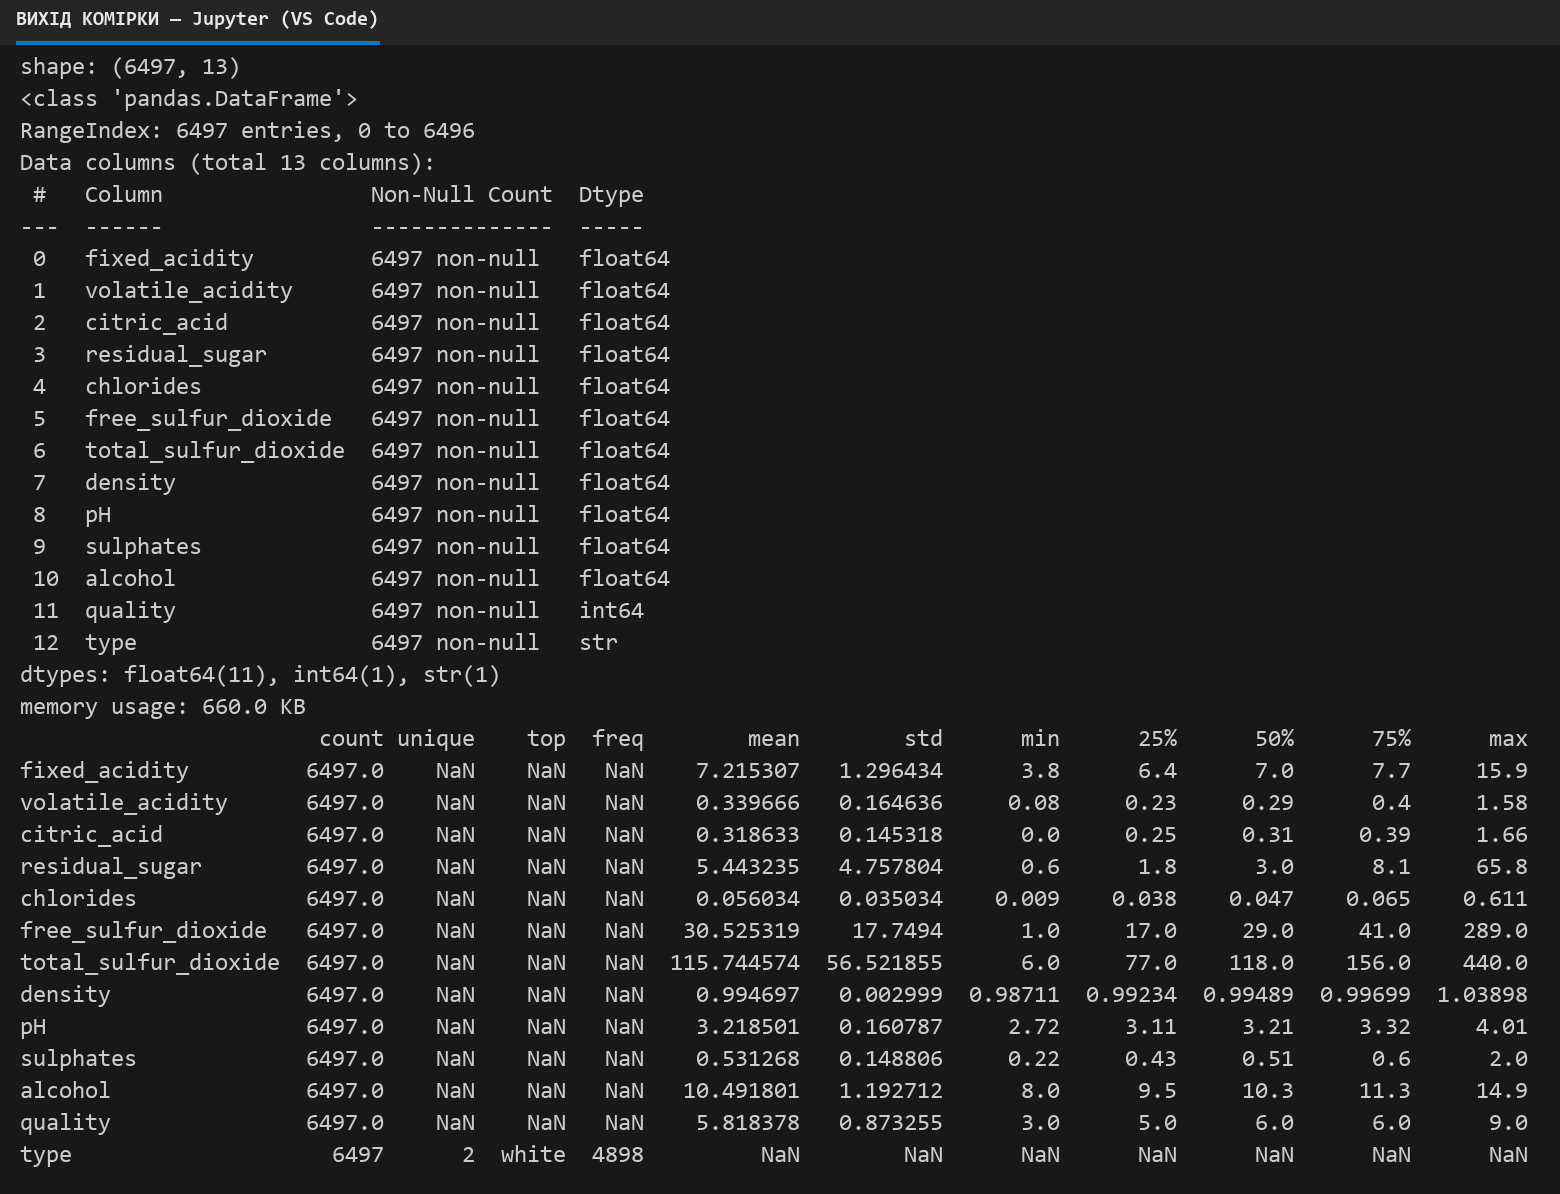 ВИХІД КОМІРКИ — Jupyter (VS Code)
shape: (6497, 13)
<class 'pandas.DataFrame'>
RangeIndex: 6497 entries, 0 to 6496
Data columns (total 13 columns):
 #   Column                Non-Null Count  Dtype
---  ------                --------------  -----
 0   fixed_acidity         6497 non-null   float64
 1   volatile_acidity      6497 non-null   float64
 2   citric_acid           6497 non-null   float64
 3   residual_sugar        6497 non-null   float64
 4   chlorides             6497 non-null   float64
 5   free_sulfur_dioxide   6497 non-null   float64
 6   total_sulfur_dioxide  6497 non-null   float64
 7   density               6497 non-null   float64
 8   pH                    6497 non-null   float64
 9   sulphates             6497 non-null   float64
 10  alcohol               6497 non-null   float64
 11  quality               6497 non-null   int64
 12  type                  6497 non-null   str
dtypes: float64(11), int64(1), str(1)
memory usage: 660.0 KB
                       count unique    top  freq        mean        std      min      25%      50%      75%      max
fixed_acidity         6497.0    NaN    NaN   NaN    7.215307   1.296434      3.8      6.4      7.0      7.7     15.9
volatile_acidity      6497.0    NaN    NaN   NaN    0.339666   0.164636     0.08     0.23     0.29      0.4     1.58
citric_acid           6497.0    NaN    NaN   NaN    0.318633   0.145318      0.0     0.25     0.31     0.39     1.66
residual_sugar        6497.0    NaN    NaN   NaN    5.443235   4.757804      0.6      1.8      3.0      8.1     65.8
chlorides             6497.0    NaN    NaN   NaN    0.056034   0.035034    0.009    0.038    0.047    0.065    0.611
free_sulfur_dioxide   6497.0    NaN    NaN   NaN   30.525319    17.7494      1.0     17.0     29.0     41.0    289.0
total_sulfur_dioxide  6497.0    NaN    NaN   NaN  115.744574  56.521855      6.0     77.0    118.0    156.0    440.0
density               6497.0    NaN    NaN   NaN    0.994697   0.002999  0.98711  0.99234  0.99489  0.99699  1.03898
pH                    6497.0    NaN    NaN   NaN    3.218501   0.160787     2.72     3.11     3.21     3.32     4.01
sulphates             6497.0    NaN    NaN   NaN    0.531268   0.148806     0.22     0.43     0.51      0.6      2.0
alcohol               6497.0    NaN    NaN   NaN   10.491801   1.192712      8.0      9.5     10.3     11.3     14.9
quality               6497.0    NaN    NaN   NaN    5.818378   0.873255      3.0      5.0      6.0      6.0      9.0
type                    6497      2  white  4898         NaN        NaN      NaN      NaN      NaN      NaN      NaN